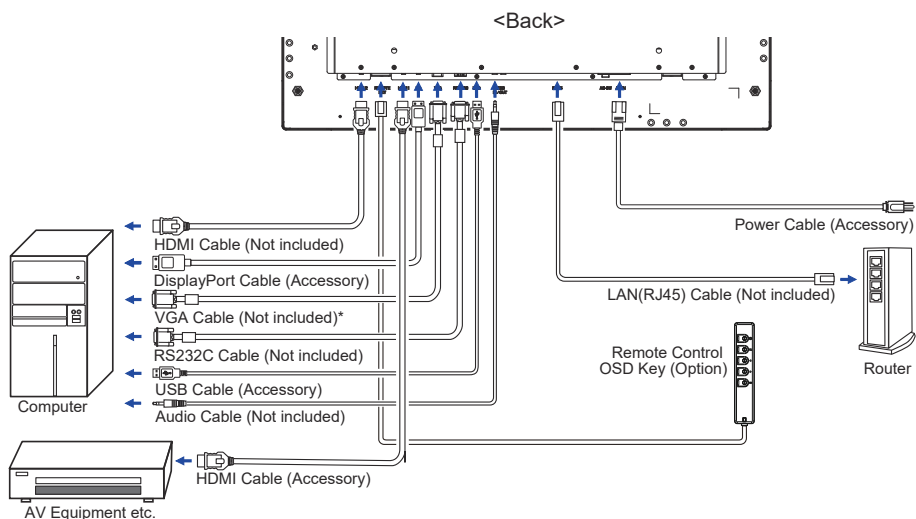 <Back>
HDMI Cable (Not included)
DisplayPort Cable (Accessory)
VGA Cable (Not included)*
RS232C Cable (Not included)
USB Cable (Accessory)
Audio Cable (Not included)
Computer
HDMI Cable (Accessory)
AV Equipment etc.
Power Cable (Accessory)
LAN(RJ45) Cable (Not included)
Router
Remote Control
OSD Key (Option)